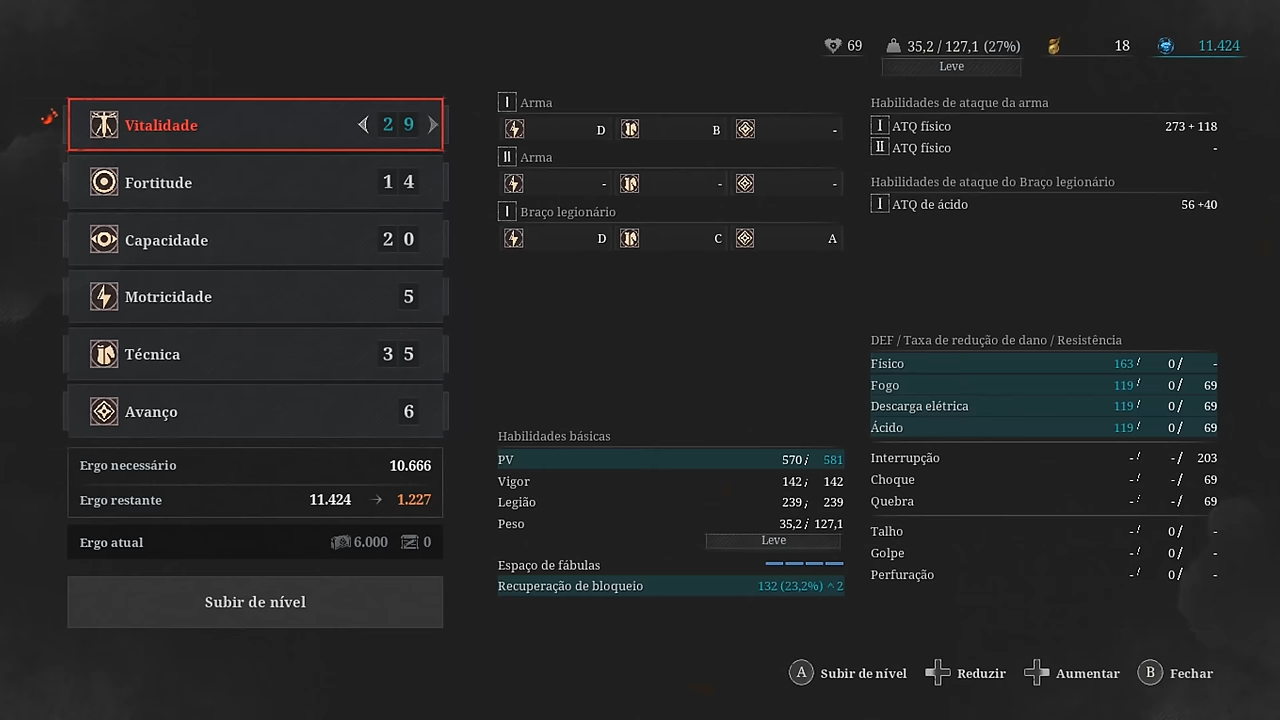 69 35,2 / 127,1 (27%) 18 11.424
Leve
Vitalidade 2 9
Fortitude 1 4
Capacidade 2 0
Motricidade 5
Técnica 3 5
Avanço 6
Ergo necessário 10.666
Ergo restante 11.424 → 1.227
Ergo atual 6.000 0
Subir de nível
I Arma
D B -
II Arma
- - -
I Braço legionário
D C A
Habilidades básicas
PV 570 / 581
Vigor 142 / 142
Legião 239 / 239
Peso 35,2 / 127,1
Leve
Espaço de fábulas
Recuperação de bloqueio 132 (23,2%) ^ 2
Habilidades de ataque da arma
I ATQ físico 273 + 118
II ATQ físico -
Habilidades de ataque do Braço legionário
I ATQ de ácido 56 +40
DEF / Taxa de redução de dano / Resistência
Físico 163 / 0 / -
Fogo 119 / 0 / 69
Descarga elétrica 119 / 0 / 69
Ácido 119 / 0 / 69
Interrupção - / - / 203
Choque - / - / 69
Quebra - / - / 69
Talho - / 0 / -
Golpe - / 0 / -
Perfuração - / 0 / -
A Subir de nível Reduzir Aumentar B Fechar